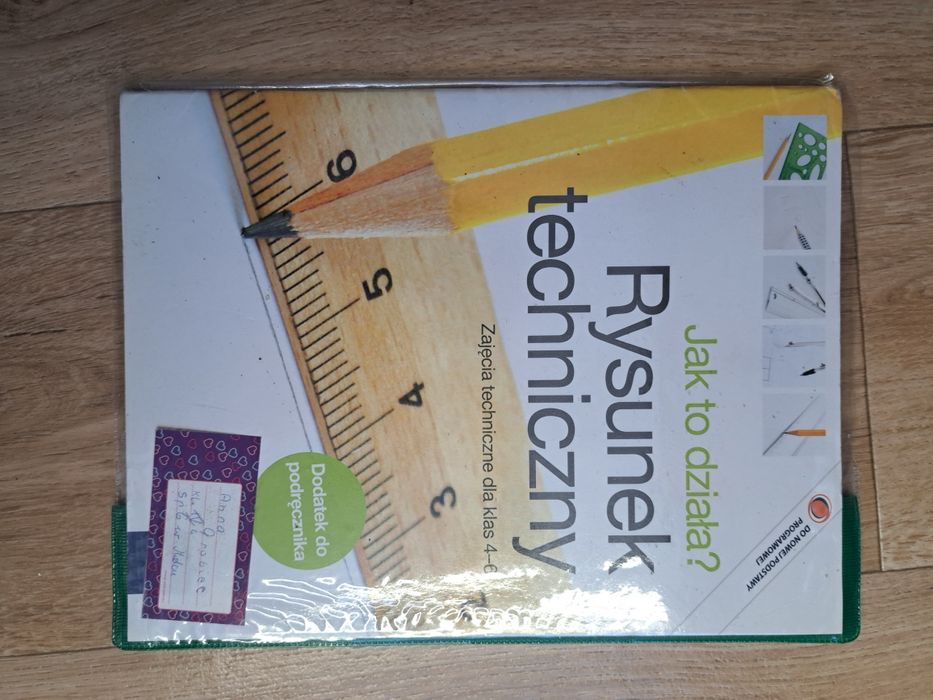 Jak to działa?
Rysunek
techniczny
Zajęcia techniczne dla klas 4–6
DO NOWEJ PODSTAWY
PROGRAMOWEJ
Dodatek do
podręcznika
6
5
4
3
Anna